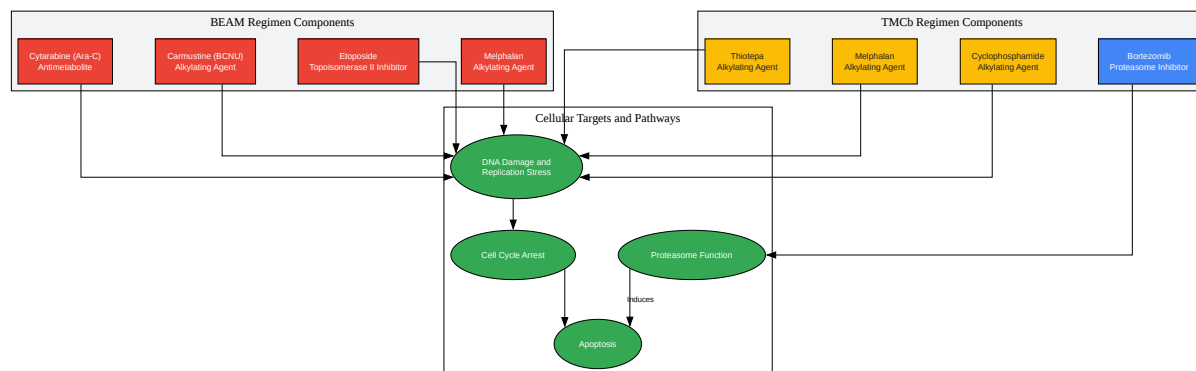 BEAM Regimen Components
TMCb Regimen Components
Cytarabine (Ara-C)
Antimetabolite
Carmustine (BCNU)
Alkylating Agent
Etoposide
Topoisomerase II Inhibitor
Melphalan
Alkylating Agent
Thiotepa
Alkylating Agent
Melphalan
Alkylating Agent
Cyclophosphamide
Alkylating Agent
Bortezomib
Proteasome Inhibitor
Cellular Targets and Pathways
DNA Damage and
Replication Stress
Cell Cycle Arrest
Proteasome Function
Induces
Apoptosis